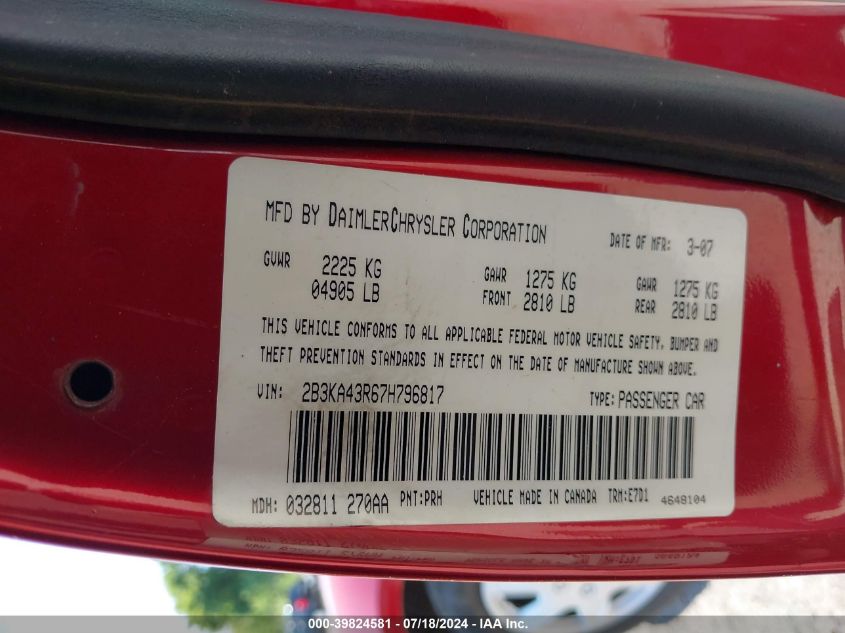 MFD BY DAIMLERCHRYSLER CORPORATION DATE OF MFR: 3-07
GVWR 2225 KG GAWR 1275 KG GAWR 1275 KG
04905 LB FRONT 2810 LB REAR 2810 LB
THIS VEHICLE CONFORMS TO ALL APPLICABLE FEDERAL MOTOR VEHICLE SAFETY, BUMPER AND
THEFT PREVENTION STANDARDS IN EFFECT ON THE DATE OF MANUFACTURE SHOWN ABOVE.
VIN: 2B3KA43R67H796817 TYPE: PASSENGER CAR
MDH: 032811 270AA PNT:PRH VEHICLE MADE IN CANADA TRM:E7D1 4648104
000-39824581 - 07/18/2024 - IAA Inc.